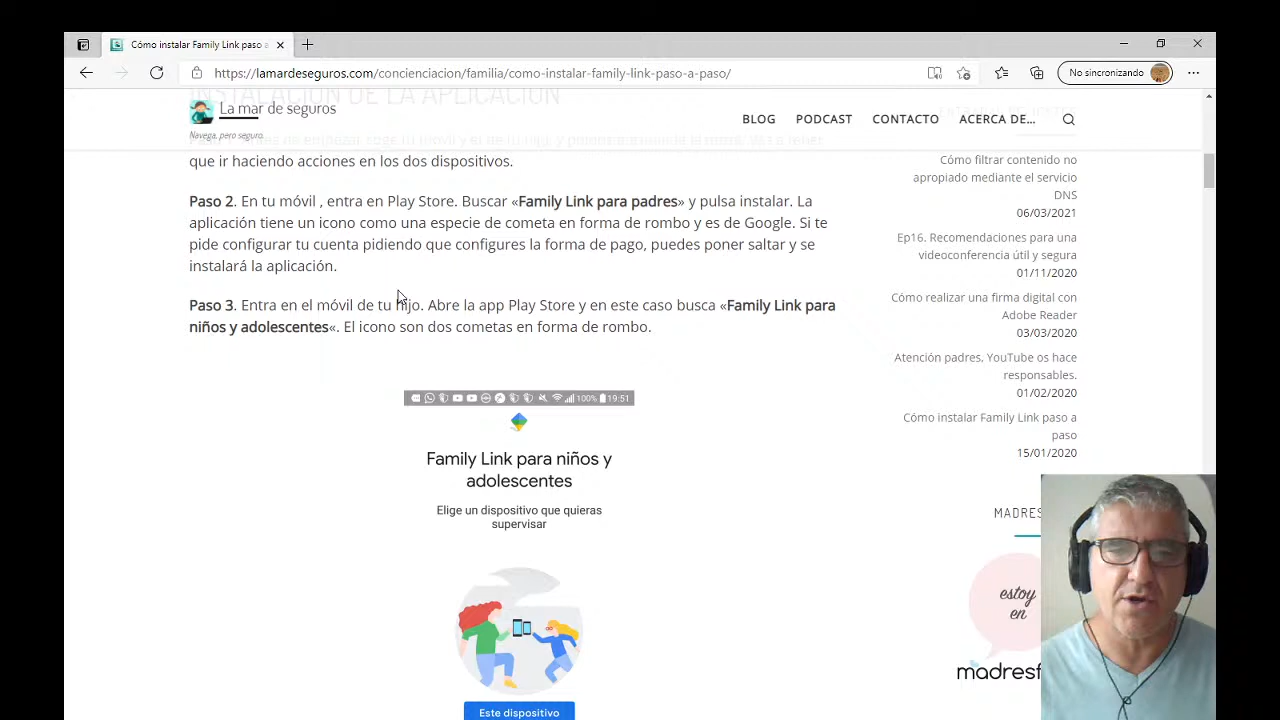 Cómo instalar Family Link paso a
https://lamardeseguros.com/concienciacion/familia/como-instalar-family-link-paso-a-paso/
No sincronizando
INSTALACIÓN DE LA APLICACIÓN
La mar de seguros
Navega, pero seguro.
BLOG
PODCAST
CONTACTO
ACERCA DE...
que ir haciendo acciones en los dos dispositivos.
Paso 2. En tu móvil , entra en Play Store. Buscar «Family Link para padres» y pulsa instalar. La
aplicación tiene un icono como una especie de cometa en forma de rombo y es de Google. Si te
pide configurar tu cuenta pidiendo que configures la forma de pago, puedes poner saltar y se
instalará la aplicación.
Paso 3. Entra en el móvil de tu hijo. Abre la app Play Store y en este caso busca «Family Link para
niños y adolescentes«. El icono son dos cometas en forma de rombo.
100% 19:51
Family Link para niños y
adolescentes
Elige un dispositivo que quieras
supervisar
Este dispositivo
Cómo filtrar contenido no
apropiado mediante el servicio
DNS
06/03/2021
Ep16. Recomendaciones para una
videoconferencia útil y segura
01/11/2020
Cómo realizar una firma digital con
Adobe Reader
03/03/2020
Atención padres, YouTube os hace
responsables.
01/02/2020
Cómo instalar Family Link paso a
paso
15/01/2020
MADRES
estoy
en
madresf